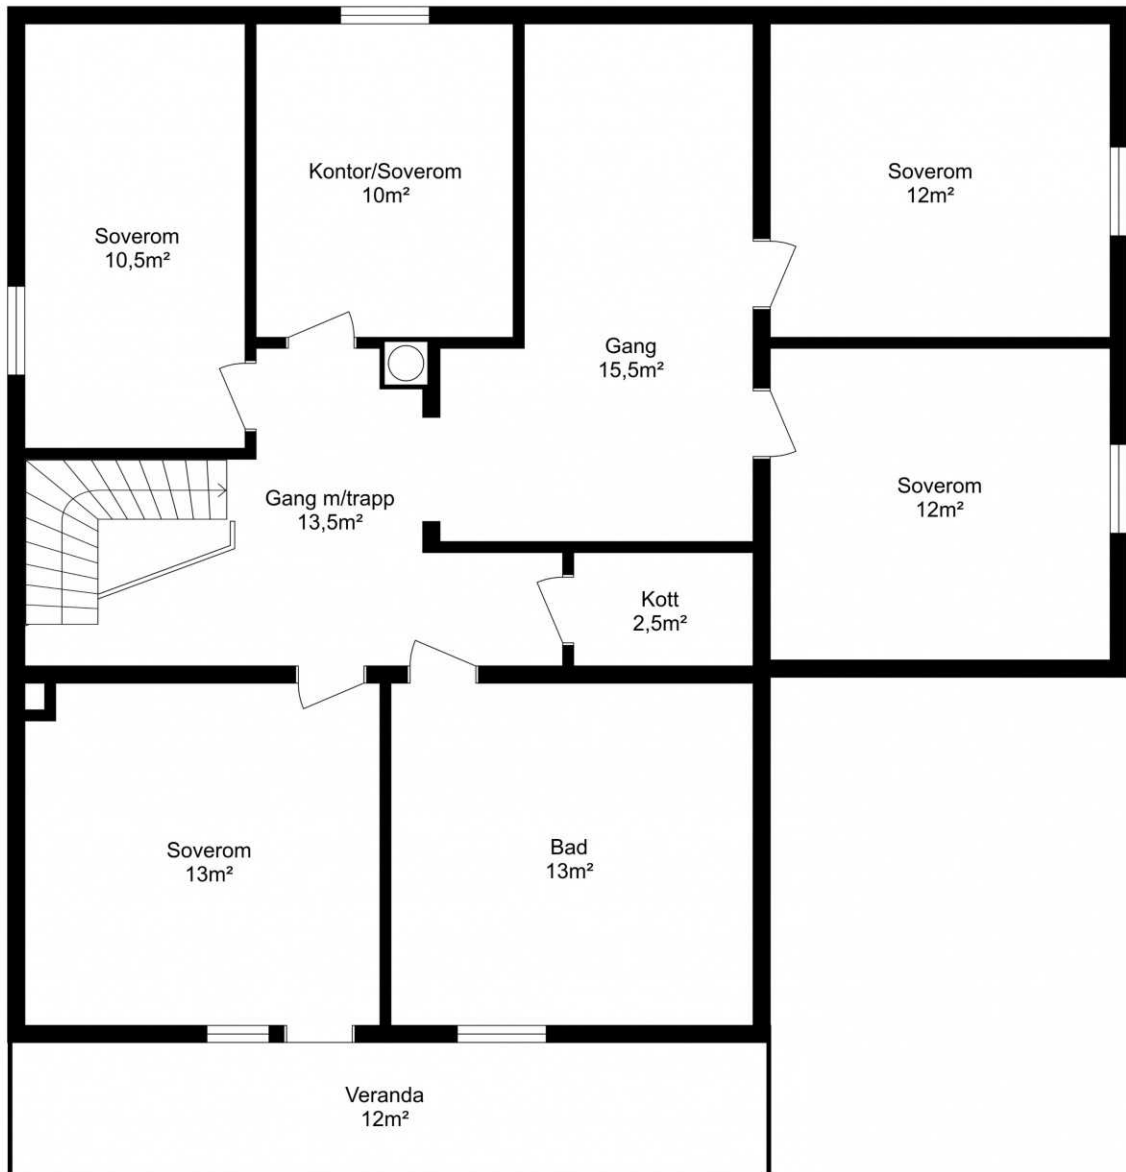 Kontor/Soverom
10m²
Soverom
12m²
Soverom
10,5m²
Gang
15,5m²
Soverom
12m²
Gang m/trapp
13,5m²
Kott
2,5m²
Soverom
13m²
Bad
13m²
Veranda
12m²